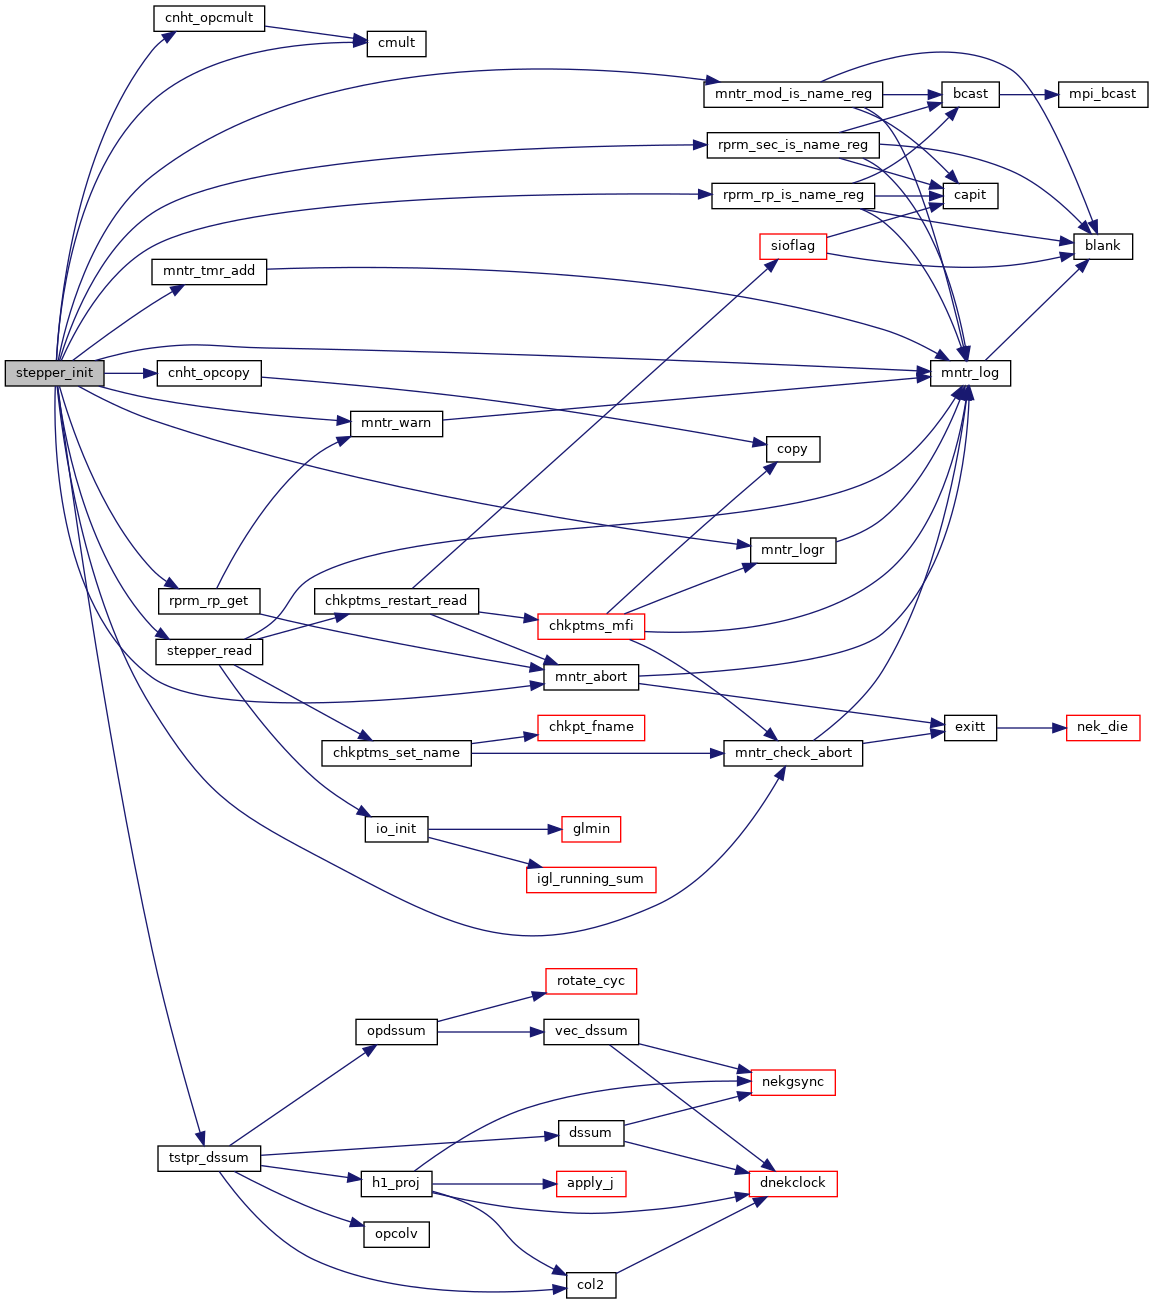 cnht_opcmult
cmult
mntr_mod_is_name_reg
bcast
mpi_bcast
rprm_sec_is_name_reg
rprm_rp_is_name_reg
capit
sioflag
blank
mntr_tmr_add
stepper_init
cnht_opcopy
mntr_log
mntr_warn
copy
mntr_logr
rprm_rp_get
chkptms_restart_read
chkptms_mfi
stepper_read
mntr_abort
chkpt_fname
exitt
nek_die
chkptms_set_name
mntr_check_abort
io_init
glmin
igl_running_sum
rotate_cyc
opdssum
vec_dssum
nekgsync
dssum
tstpr_dssum
h1_proj
apply_j
dnekclock
opcolv
col2